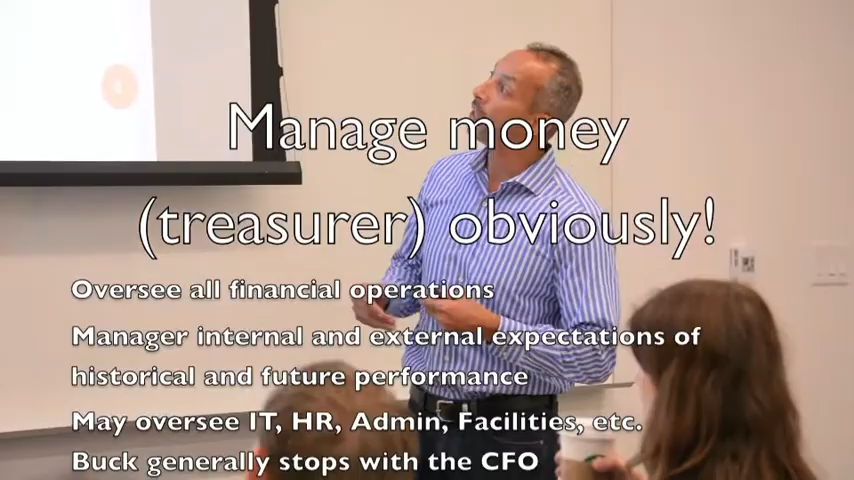 Manage money
(treasurer) obviously!
Oversee all financial operations
Manager internal and external expectations of
historical and future performance
May oversee IT, HR, Admin, Facilities, etc.
Buck generally stops with the CFO